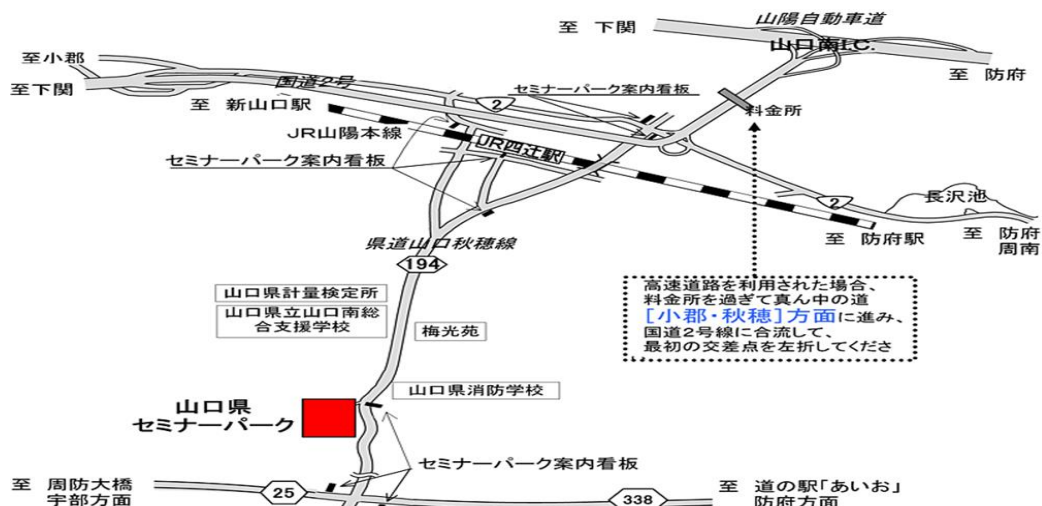 山陽自動車道
至 下関
山口南I.C.
至小郡
至 防府
国道2号
至下関
セミナーパーク案内看板
至 新山口駅
2
料金所
JR山陽本線
JR四辻駅
セミナーパーク案内看板
長沢池
2
県道山口秋穂線
至 防府駅
至 防府
周南
194
高速道路を利用された場合、
料金所を過ぎて真ん中の道
[小郡・秋穂]方面に進み、
国道2号線に合流して、
最初の交差点を左折してくださ
山口県計量検定所
山口県立山口南総
合支援学校
梅光苑
山口県消防学校
山口県
セミナーパーク
セミナーパーク案内看板
至 周防大橋
宇部方面
25
338
至 道の駅「あいお」
防府方面